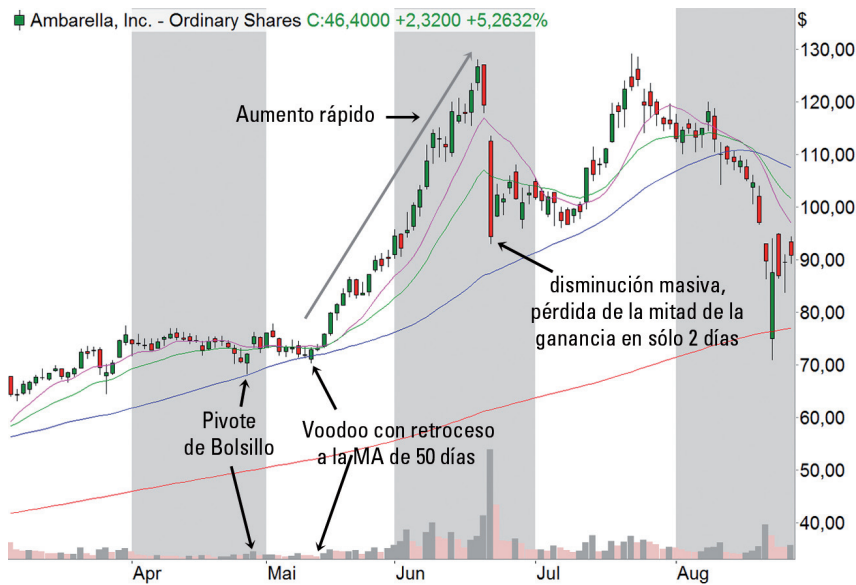 Ambarella, Inc. - Ordinary Shares C:46,4000 +2,3200 +5,2632%
$
130,00
120,00
110,00
100,00
90,00
80,00
70,00
60,00
50,00
40,00
Aumento rápido
disminución masiva,
pérdida de la mitad de la
ganancia en sólo 2 días
Pivote
de Bolsillo
Voodoo con retroceso
a la MA de 50 días
Apr
Mai
Jun
Jul
Aug